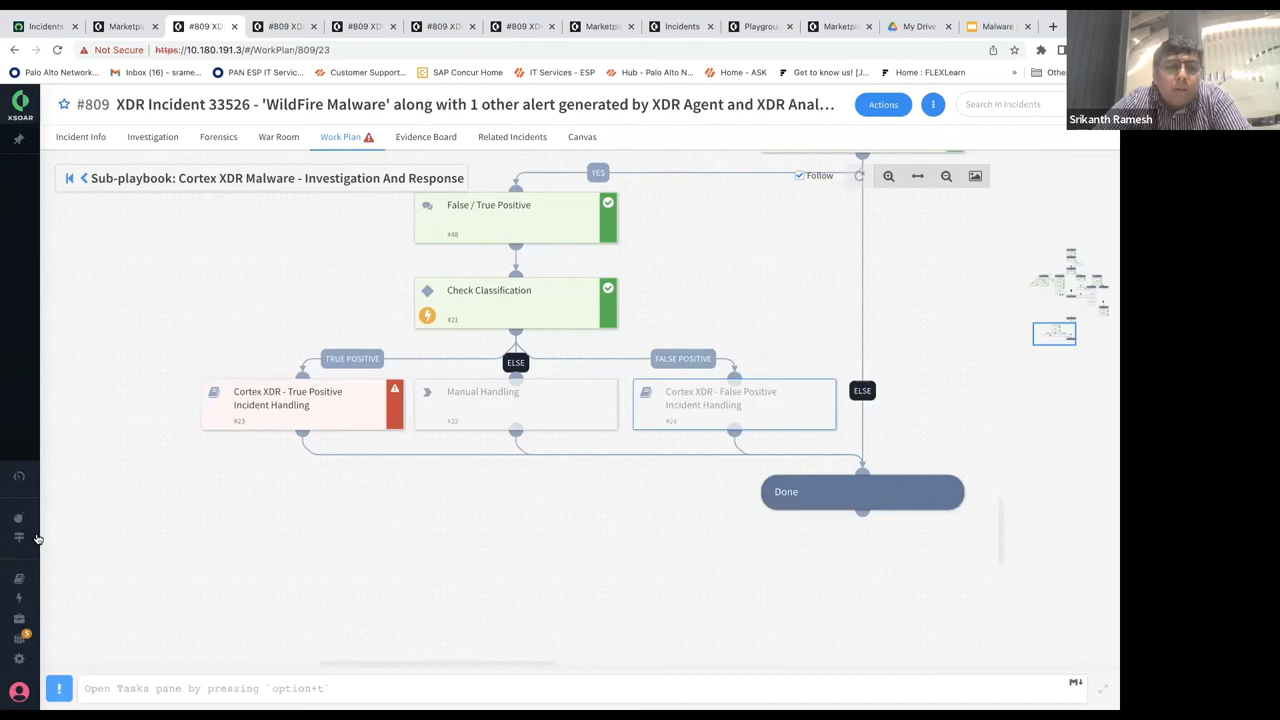 Incidents
Marketpl
#809 XD
#809 XD
#809 XD
#809 XD
#809 XD
Marketpl
Incidents
Playgrou
Marketpl
My Drive
Malware
Not Secure
https://10.180.191.3/#/WorkPlan/809/23
Palo Alto Network...
Inbox (16) - srame...
PAN ESP IT Servic...
Customer Support...
SAP Concur Home
IT Services - ESP
Hub - Palo Alto N...
Home - ASK
Get to know us! [J...
Home : FLEXLearn
»
Othe
Srikanth Ramesh
XSOAR
#809 XDR Incident 33526 - 'WildFire Malware' along with 1 other alert generated by XDR Agent and XDR Anal...
Actions
Search in Incidents
Incident Info
Investigation
Forensics
War Room
Work Plan
Evidence Board
Related Incidents
Canvas
Sub-playbook: Cortex XDR Malware - Investigation And Response
YES
Follow
False / True Positive
#48
Check Classification
#21
TRUE POSITIVE
ELSE
FALSE POSITIVE
Cortex XDR - True Positive
Incident Handling
#23
Manual Handling
#22
Cortex XDR - False Positive
Incident Handling
#24
ELSE
Done
! Open Tasks pane by pressing `option+t`
M